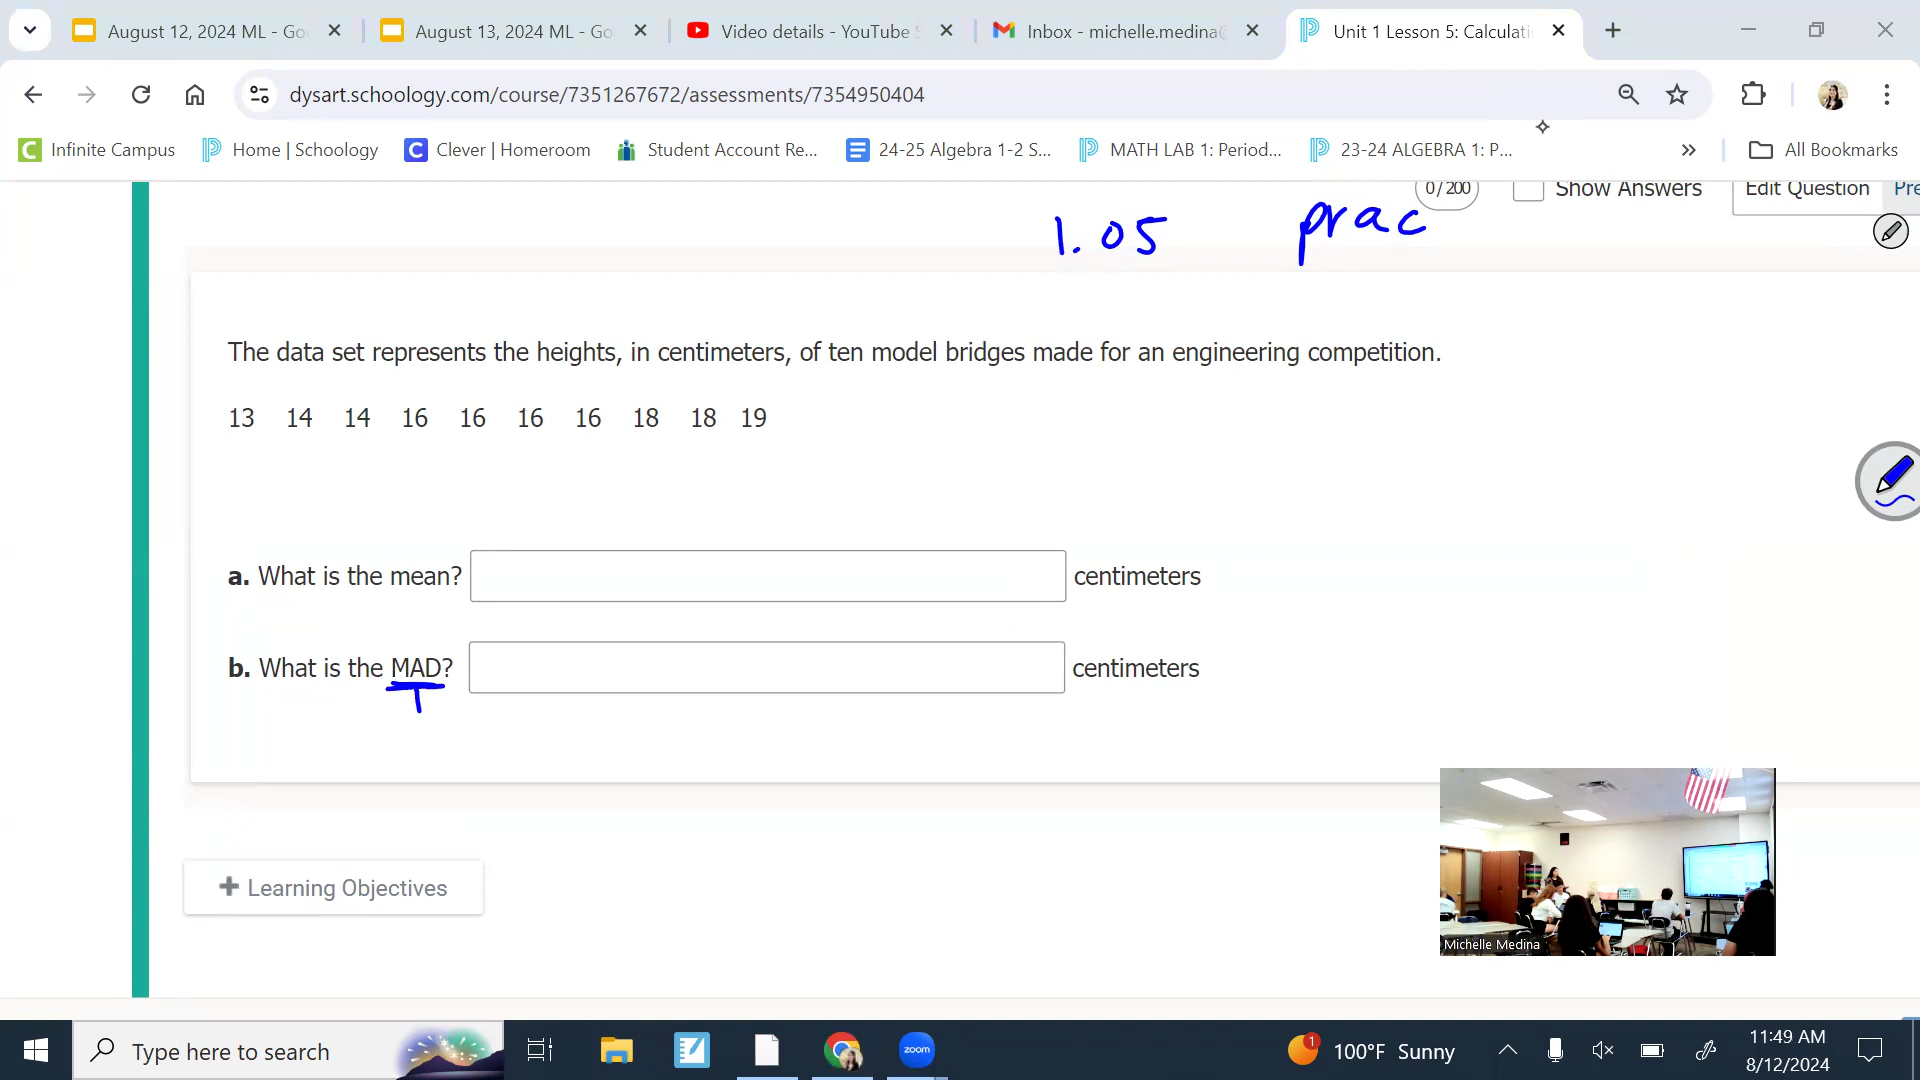 August 12, 2024 ML - Go
August 13, 2024 ML - Go
Video details - YouTube S
Inbox - michelle.medina@
Unit 1 Lesson 5: Calculati
dysart.schoology.com/course/7351267672/assessments/7354950404
Infinite Campus
Home | Schoology
Clever | Homeroom
Student Account Re...
24-25 Algebra 1-2 S...
MATH LAB 1: Period...
23-24 ALGEBRA 1: P...
All Bookmarks
0 / 200
Show Answers
Edit Question
Pre
1.05
prac
The data set represents the heights, in centimeters, of ten model bridges made for an engineering competition.
13 14 14 16 16 16 16 18 18 19
a. What is the mean? centimeters
b. What is the MAD? centimeters
Learning Objectives
Michelle Medina
Type here to search
zoom
1
100°F Sunny
11:49 AM
8/12/2024